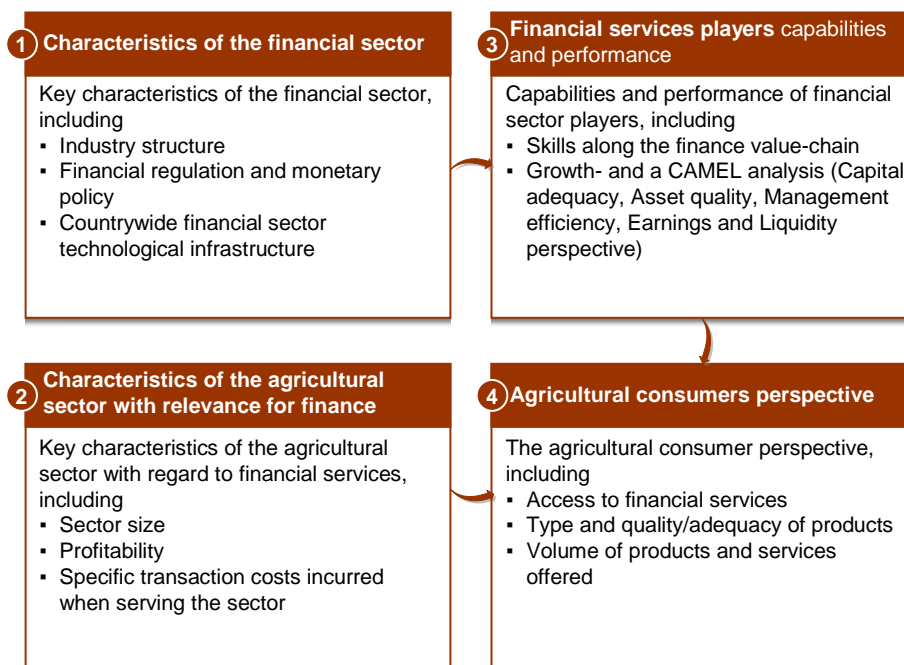 1 Characteristics of the financial sector
Key characteristics of the financial sector,
including
▪ Industry structure
▪ Financial regulation and monetary
policy
▪ Countrywide financial sector
technological infrastructure
2 Characteristics of the agricultural
sector with relevance for finance
Key characteristics of the agricultural
sector with regard to financial services,
including
▪ Sector size
▪ Profitability
▪ Specific transaction costs incurred
when serving the sector
3 Financial services players capabilities
and performance
Capabilities and performance of financial
sector players, including
▪ Skills along the finance value-chain
▪ Growth- and a CAMEL analysis (Capital
adequacy, Asset quality, Management
efficiency, Earnings and Liquidity
perspective)
4 Agricultural consumers perspective
The agricultural consumer perspective,
including
▪ Access to financial services
▪ Type and quality/adequacy of products
▪ Volume of products and services
offered